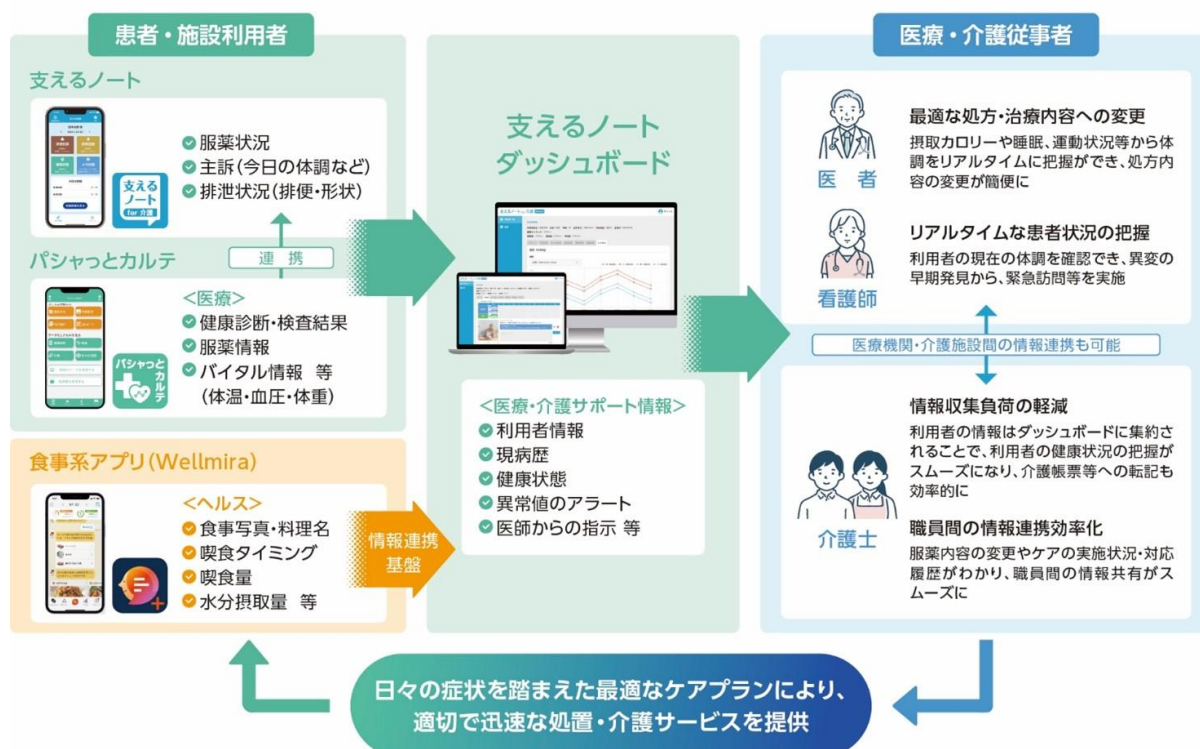 患者・施設利用者
支えるノート
支える
ノート
for 介護
服薬状況
主訴(今日の体調など)
排泄状況(排便・形状)
連携
パシャっとカルテ
パシャっと
カルテ
<医療>
健康診断・検査結果
服薬情報
バイタル情報 等
(体温・血圧・体重)
食事系アプリ(Wellmira)
<ヘルス>
食事写真・料理名
喫食タイミング
喫食量
水分摂取量 等
情報連携
基盤
支えるノート
ダッシュボード
<医療・介護サポート情報>
利用者情報
現病歴
健康状態
異常値のアラート
医師からの指示 等
医療・介護従事者
医者
最適な処方・治療内容への変更
摂取カロリーや睡眠、運動状況等から体
調をリアルタイムに把握ができ、処方内
容の変更が簡便に
看護師
リアルタイムな患者状況の把握
利用者の現在の体調を確認でき、異変の
早期発見から、緊急訪問等を実施
医療機関・介護施設間の情報連携も可能
介護士
情報収集負荷の軽減
利用者の情報はダッシュボードに集約さ
れることで、利用者の健康状況の把握が
スムーズになり、介護帳票等への転記も
効率的に
職員間の情報連携効率化
服薬内容の変更やケアの実施状況・対応
履歴がわかり、職員間の情報共有がス
ムーズに
日々の症状を踏まえた最適なケアプランにより、
適切で迅速な処置・介護サービスを提供